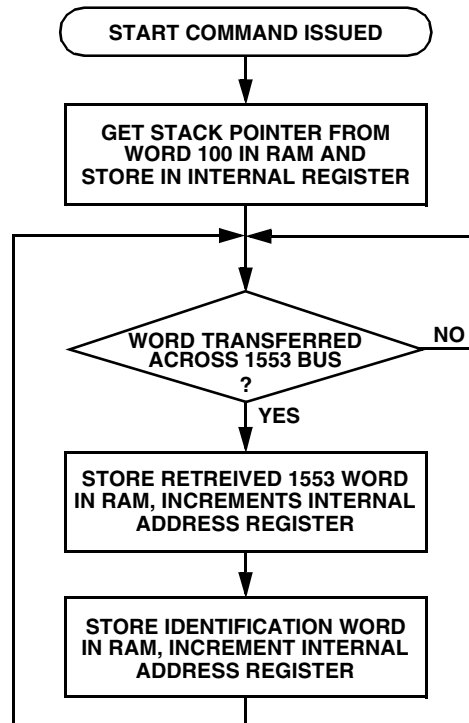 START COMMAND ISSUED
GET STACK POINTER FROM
WORD 100 IN RAM AND
STORE IN INTERNAL REGISTER
WORD TRANSFERRED
ACROSS 1553 BUS
?
NO
YES
STORE RETREIVED 1553 WORD
IN RAM, INCREMENTS INTERNAL
ADDRESS REGISTER
STORE IDENTIFICATION WORD
IN RAM, INCREMENT INTERNAL
ADDRESS REGISTER